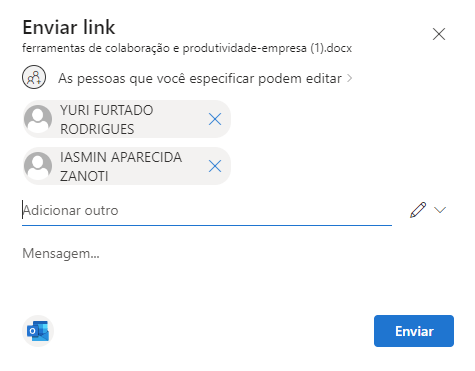 Enviar link
ferramentas de colaboração e produtividade-empresa (1).docx
As pessoas que você especificar podem editar
YURI FURTADO
RODRIGUES
IASMIN APARECIDA
ZANOTI
Adicionar outro
Mensagem...
Enviar